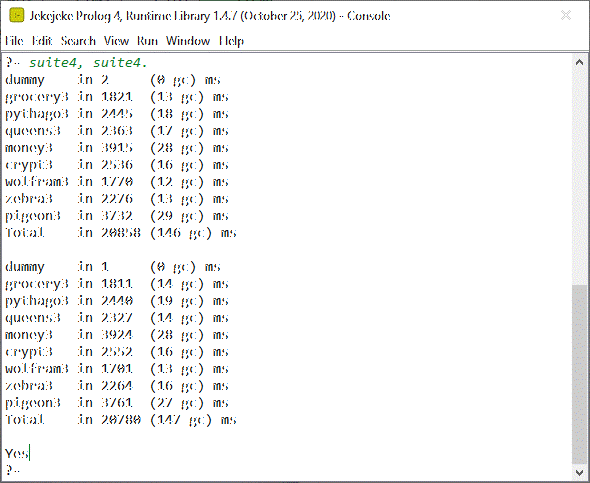 Jekejeke Prolog 4, Runtime Library 1.4.7 (October 25, 2020) - Console
File Edit Search View Run Window Help
?- suite4, suite4.
dummy in 2 (0 gc) ms
grocery3 in 1821 (13 gc) ms
pythago3 in 2445 (18 gc) ms
queens3 in 2363 (17 gc) ms
money3 in 3915 (28 gc) ms
crypt3 in 2536 (16 gc) ms
wolfram3 in 1770 (12 gc) ms
zebra3 in 2276 (13 gc) ms
pigeon3 in 3732 (29 gc) ms
Total in 20858 (146 gc) ms
dummy in 1 (0 gc) ms
grocery3 in 1811 (14 gc) ms
pythago3 in 2440 (19 gc) ms
queens3 in 2327 (14 gc) ms
money3 in 3924 (28 gc) ms
crypt3 in 2552 (16 gc) ms
wolfram3 in 1701 (13 gc) ms
zebra3 in 2264 (16 gc) ms
pigeon3 in 3761 (27 gc) ms
Total in 20780 (147 gc) ms
Yes
?-